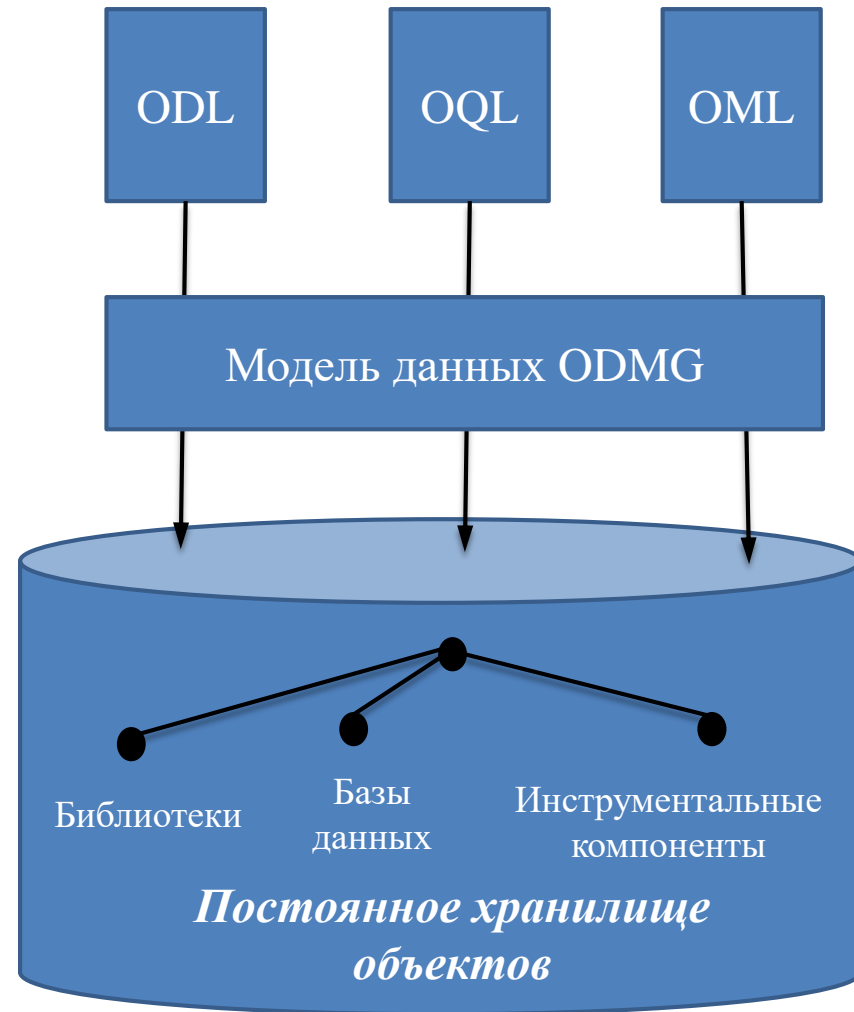 ODL
OQL
OML
Модель данных ODMG
Библиотеки
Базы
данных
Инструментальные
компоненты
Постоянное хранилище
объектов